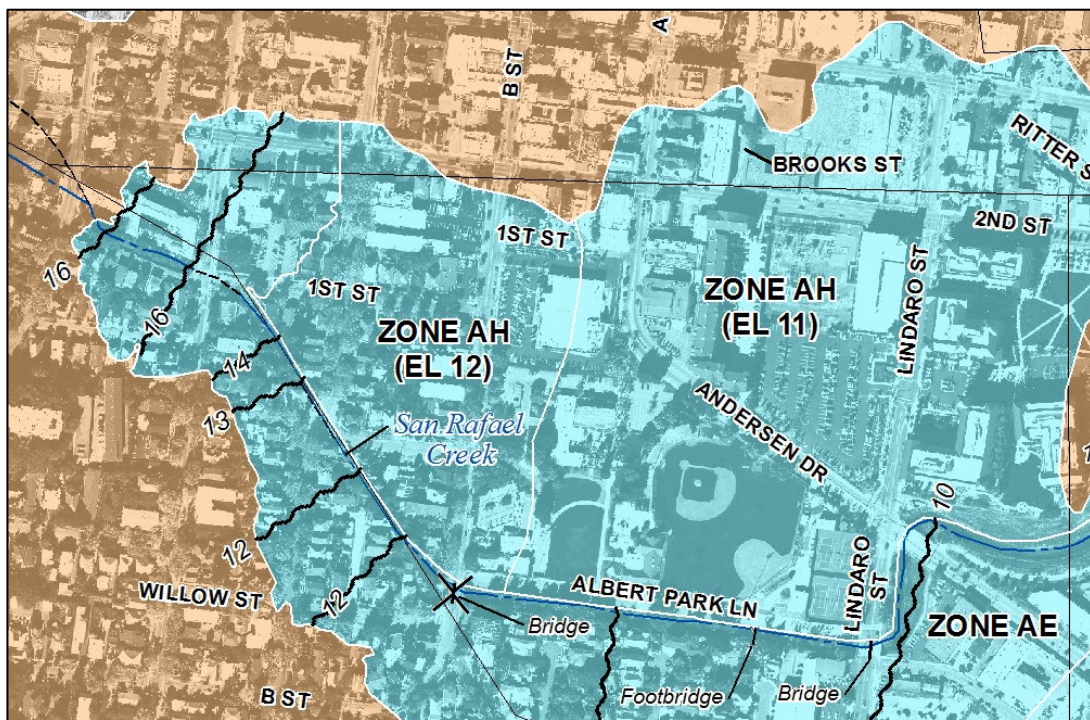 A
B ST
BROOKS ST
RITTER S
1ST ST
2ND ST
16
16
1ST ST
ZONE AH
(EL 12)
ZONE AH
(EL 11)
LINDARO ST
14
13
San Rafael
Creek
ANDERSEN DR
1
10
12
12
WILLOW ST
ALBERT PARK LN
LINDARO
ST
Bridge
ZONE AE
B ST
Footbridge
Bridge